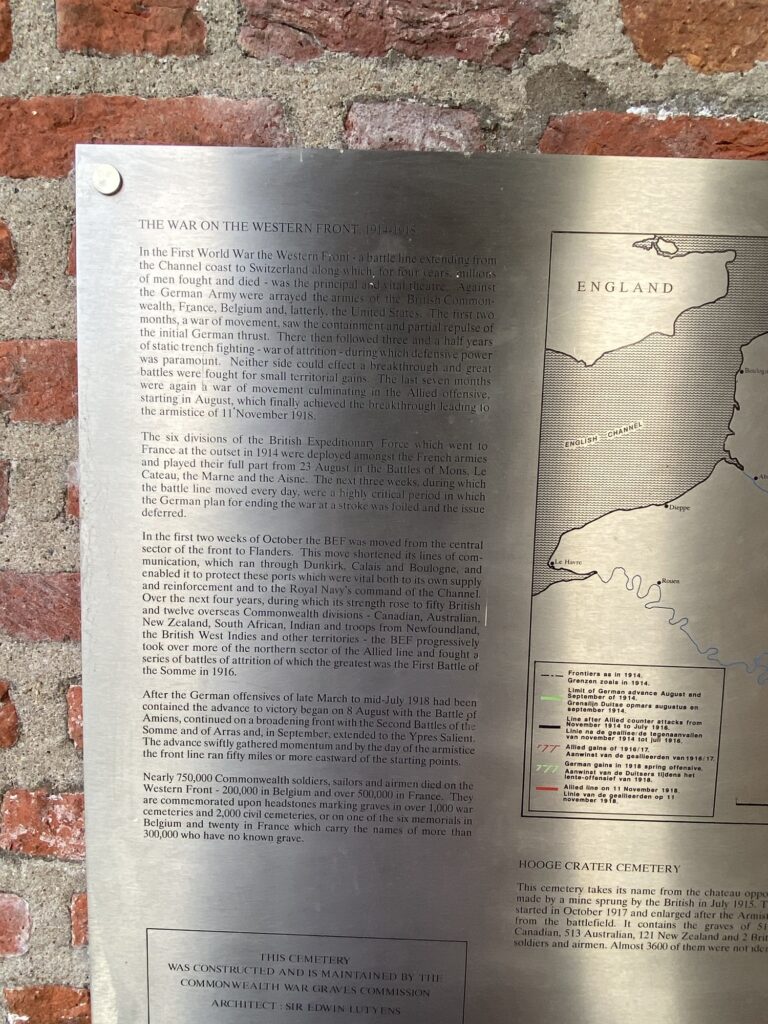 THE WAR ON THE WESTERN FRONT 1914-1918
In the First World War the Western Front - a battle line extending from
the Channel coast to Switzerland along which, for four years, millions
of men fought and died - was the principal and vital theatre. Against
the German Army were arrayed the armies of the British Common-
wealth, France, Belgium and, latterly, the United States. The first two
months, a war of movement, saw the containment and partial repulse of
the initial German thrust. There then followed three and a half years
of static trench fighting - war of attrition - during which defensive power
was paramount. Neither side could effect a breakthrough and great
battles were fought for small territorial gains. The last seven months
were again a war of movement culminating in the Allied offensive,
starting in August, which finally achieved the breakthrough leading to
the armistice of 11 November 1918.
The six divisions of the British Expeditionary Force which went to
France at the outset in 1914 were deployed amongst the French armies
and played their full part from 23 August in the Battles of Mons, Le
Cateau, the Marne and the Aisne. The next three weeks, during which
the battle line moved every day, were a highly critical period in which
the German plan for ending the war at a stroke was foiled and the issue
deferred.
In the first two weeks of October the BEF was moved from the central
sector of the front to Flanders. This move shortened its lines of com-
munication, which ran through Dunkirk, Calais and Boulogne, and
enabled it to protect these ports which were vital both to its own supply
and reinforcement and to the Royal Navy's command of the Channel.
Over the next four years, during which its strength rose to fifty British
and twelve overseas Commonwealth divisions - Canadian, Australian,
New Zealand, South African, Indian and troops from Newfoundland,
the British West Indies and other territories - the BEF progressively
took over more of the northern sector of the Allied line and fought a
series of battles of attrition of which the greatest was the First Battle of
the Somme in 1916.
After the German offensives of late March to mid-July 1918 had been
contained the advance to victory began on 8 August with the Battle of
Amiens, continued on a broadening front with the Second Battles of the
Somme and of Arras and, in September, extended to the Ypres Salient.
The advance swiftly gathered momentum and by the day of the armistice
the front line ran fifty miles or more eastward of the starting points.
Nearly 750,000 Commonwealth soldiers, sailors and airmen died on the
Western Front - 200,000 in Belgium and over 500,000 in France. They
are commemorated upon headstones marking graves in over 1,000 war
cemeteries and 2,000 civil cemeteries, or on one of the six memorials in
Belgium and twenty in France which carry the names of more than
300,000 who have no known grave.
THIS CEMETERY
WAS CONSTRUCTED AND IS MAINTAINED BY THE
COMMONWEALTH WAR GRAVES COMMISSION
ARCHITECT : SIR EDWIN LUTYENS
ENGLAND
ENGLISH CHANNEL
Dieppe
Le Havre
Rouen
Frontiers as in 1914.
Grenzen zoals in 1914.
Limit of German advance August and
September of 1914.
Grenslijn Duitse opmars augustus en
september 1914.
Line after Allied counter attacks from
November 1914 to July 1916.
Linie na de geallieerde tegenaanvallen
van november 1914 tot juli 1916.
Allied gains of 1916/17.
Aanwinst van de geallieerden van 1916/17.
German gains in 1918 spring offensive.
Aanwinst van de Duitsers tijdens het
lente-offensief van 1918.
Allied line on 11 November 1918.
Linie van de geallieerden op 11
november 1918.
HOOGE CRATER CEMETERY
This cemetery takes its name from the chateau oppo
made by a mine sprung by the British in July 1915. T
started in October 1917 and enlarged after the Armis
from the battlefield. It contains the graves of 51
Canadian, 513 Australian, 121 New Zealand and 2 Brit
soldiers and airmen. Almost 3600 of them were not iden